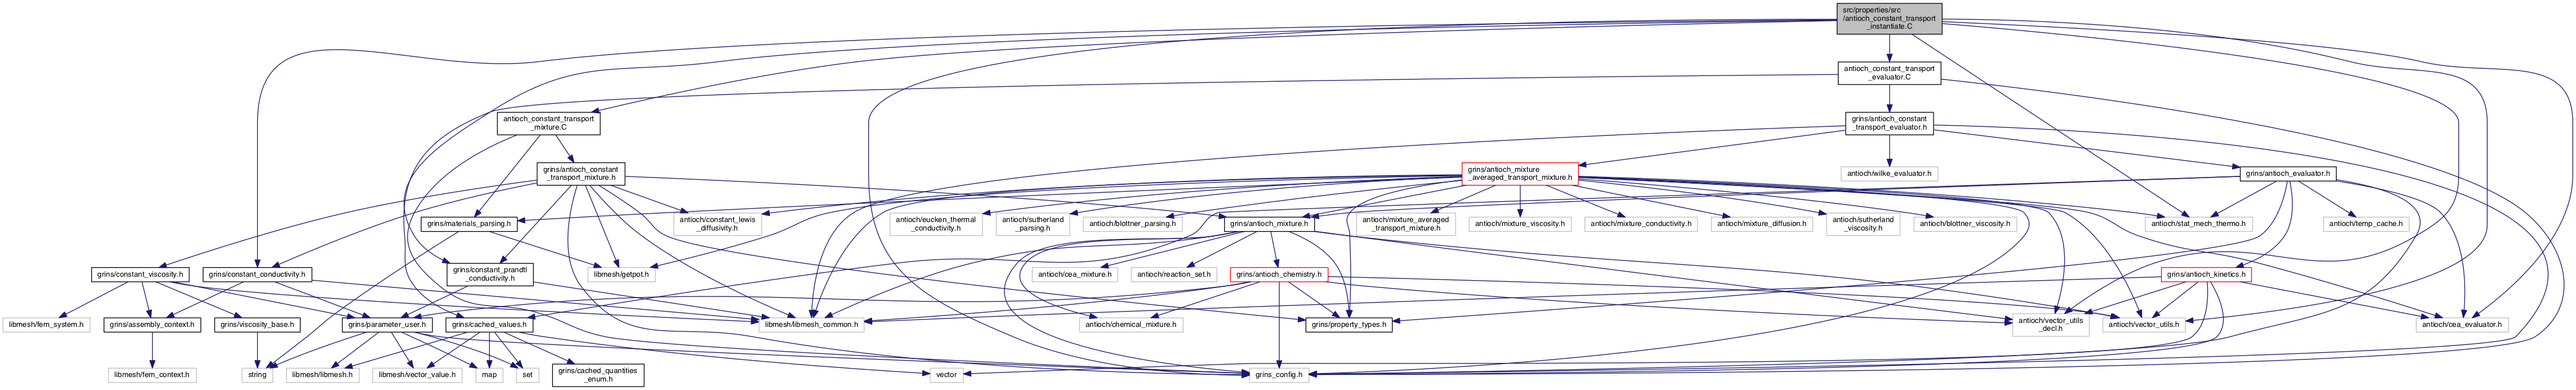 src/properties/src
/antioch_constant_transport
_instantiate.C
antioch_constant_transport
_evaluator.C
antioch_constant_transport
_mixture.C
grins/antioch_constant
_transport_evaluator.h
grins/antioch_constant
_transport_mixture.h
grins/antioch_mixture
_averaged_transport_mixture.h
antioch/wilke_evaluator.h
grins/antioch_evaluator.h
grins/materials_parsing.h
antioch/constant_lewis
_diffusivity.h
antioch/eucken_thermal
_conductivity.h
antioch/sutherland
_parsing.h
antioch/blottner_parsing.h
grins/antioch_mixture.h
antioch/mixture_averaged
_transport_mixture.h
antioch/mixture_viscosity.h
antioch/mixture_conductivity.h
antioch/mixture_diffusion.h
antioch/sutherland
_viscosity.h
antioch/blottner_viscosity.h
antioch/stat_mech_thermo.h
antioch/temp_cache.h
grins/constant_viscosity.h
grins/constant_conductivity.h
grins/constant_prandtl
_conductivity.h
libmesh/getpot.h
antioch/cea_mixture.h
antioch/reaction_set.h
grins/antioch_chemistry.h
grins/antioch_kinetics.h
libmesh/fem_system.h
grins/assembly_context.h
grins/viscosity_base.h
grins/parameter_user.h
grins/cached_values.h
libmesh/libmesh_common.h
antioch/chemical_mixture.h
grins/property_types.h
antioch/vector_utils
_decl.h
antioch/vector_utils.h
antioch/cea_evaluator.h
libmesh/fem_context.h
string
libmesh/libmesh.h
libmesh/vector_value.h
map
set
grins/cached_quantities
_enum.h
vector
grins_config.h